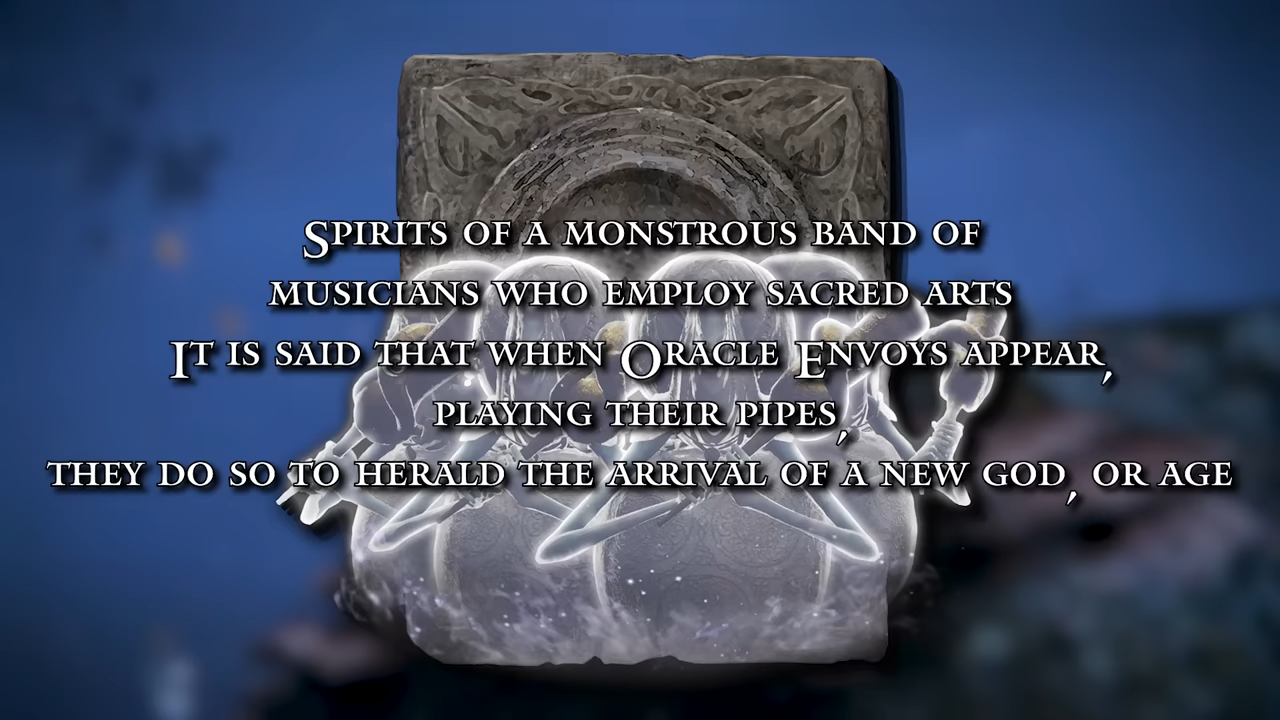 Spirits of a monstrous band of
musicians who employ sacred arts
It is said that when Oracle Envoys appear,
playing their pipes,
they do so to herald the arrival of a new god, or age